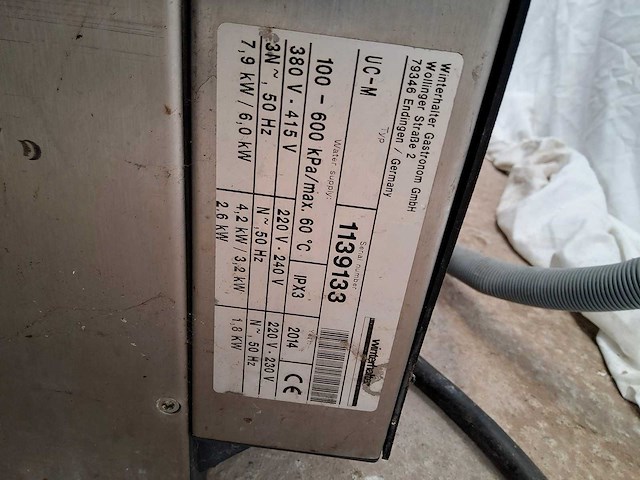 Winterhalter Gastronom GmbH
Wollinger Straße 2
79346 Endingen / Germany
winterhalter
Typ
UC-M
Serial number
1139133
Water supply:
100 - 600 kPa/max. 60 °C
IPX3
2014
CE
380 V - 415 V
220 V - 240 V
220 V - 230 V
3N~, 50 Hz
N~, 50Hz
N~, 50 Hz
7,9 kW / 6,0 kW
4,2 kW / 3,2 kW
1,8 kW
2,6 kW